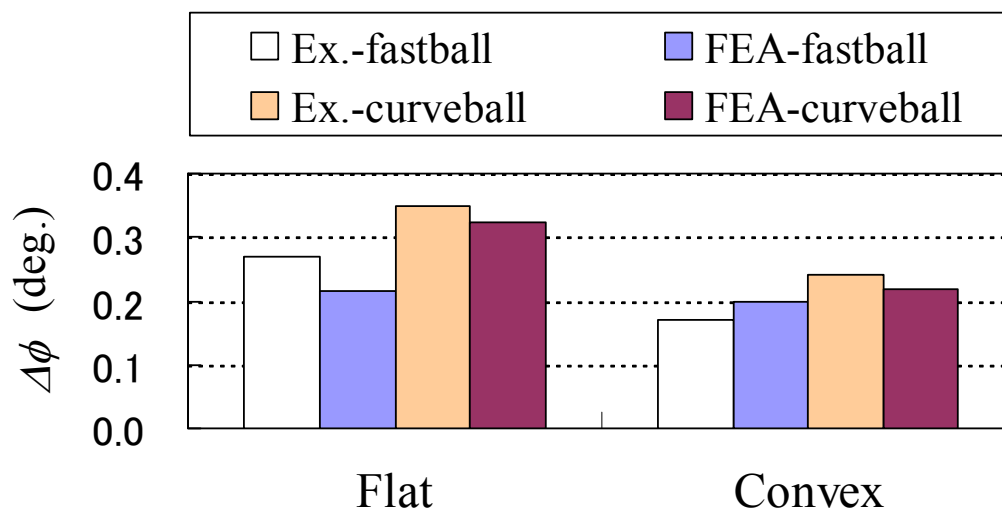 Ex.-fastball FEA-fastball
Ex.-curveball FEA-curveball
0.4
0.3
0.2
0.1
0.0
Δϕ (deg.)
Flat Convex